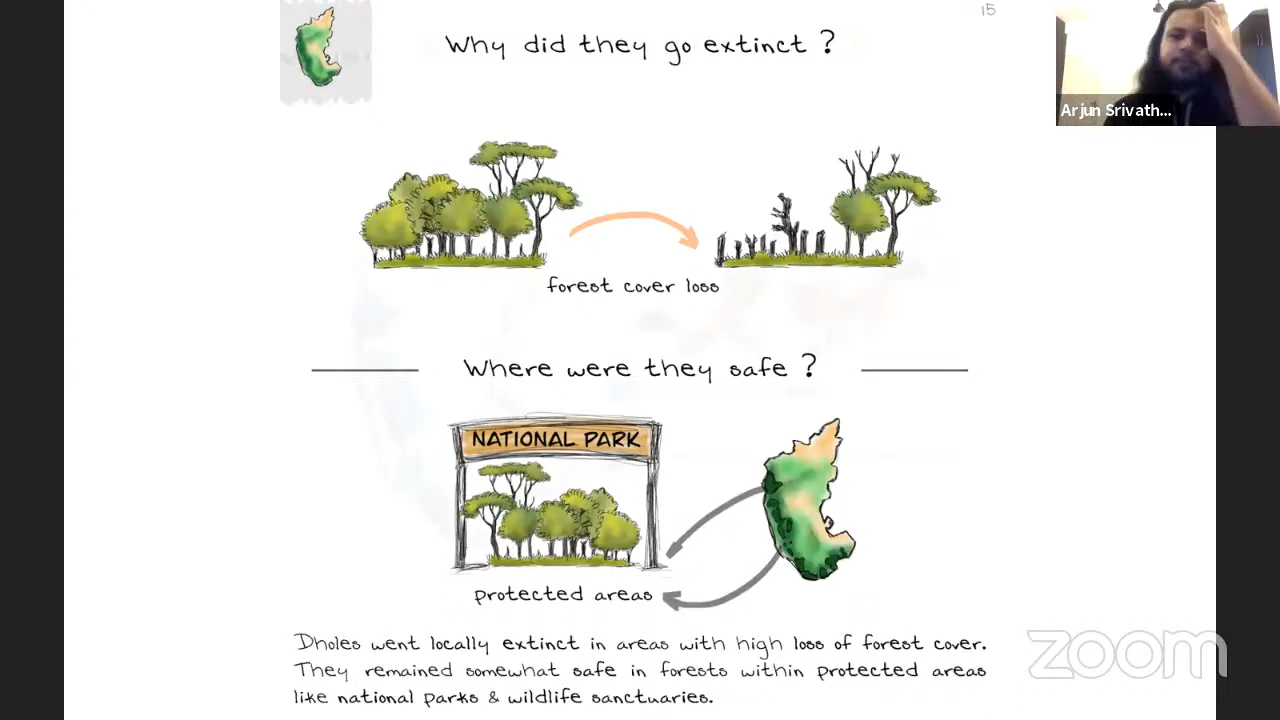 15
Why did they go extinct ?
Arjun Srivath...
forest cover loss
Where were they safe ?
NATIONAL PARK
protected areas
Dholes went locally extinct in areas with high loss of forest cover.
They remained somewhat safe in forests within protected areas
like national parks & wildlife sanctuaries.
zoom